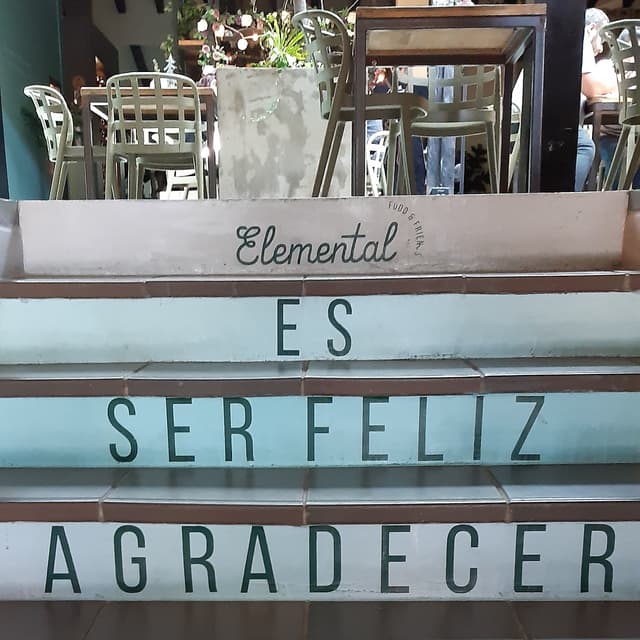 Elemental
FOOD & FRIENDS
ES
SER FELIZ
AGRADECER